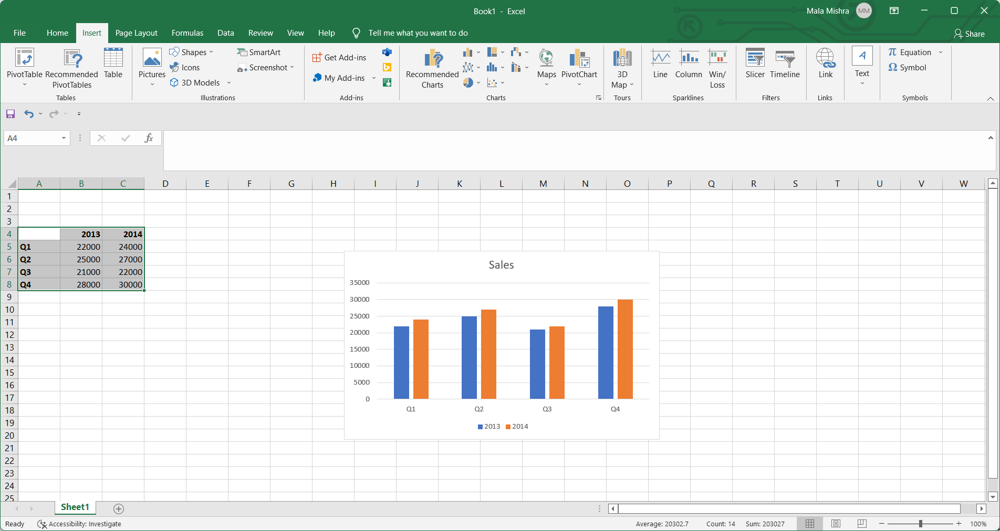 Book1 - Excel
Mala Mishra MM
File Home Insert Page Layout Formulas Data Review View Help Tell me what you want to do Share
PivotTable
Recommended PivotTables
Table
Tables
Pictures
Shapes
Icons
3D Models
SmartArt
Screenshot
Illustrations
Get Add-ins
My Add-ins
Add-ins
Recommended Charts
Maps
PivotChart
Charts
3D Map
Tours
Line
Column
Win/ Loss
Sparklines
Slicer
Timeline
Filters
Link
Links
Text
Equation
Symbol
Symbols
A4 fx
A B C D E F G H I J K L M N O P Q R S T U V W
1
2
3
4 2013 2014
5 Q1 22000 24000
6 Q2 25000 27000
7 Q3 21000 22000
8 Q4 28000 30000
9
10
11
12
13
14
15
16
17
18
19
20
21
22
23
24
25
Sales
35000
30000
25000
20000
15000
10000
5000
0
Q1 Q2 Q3 Q4
2013 2014
Sheet1
Ready Accessibility: Investigate Average: 20302.7 Count: 14 Sum: 203027 100%